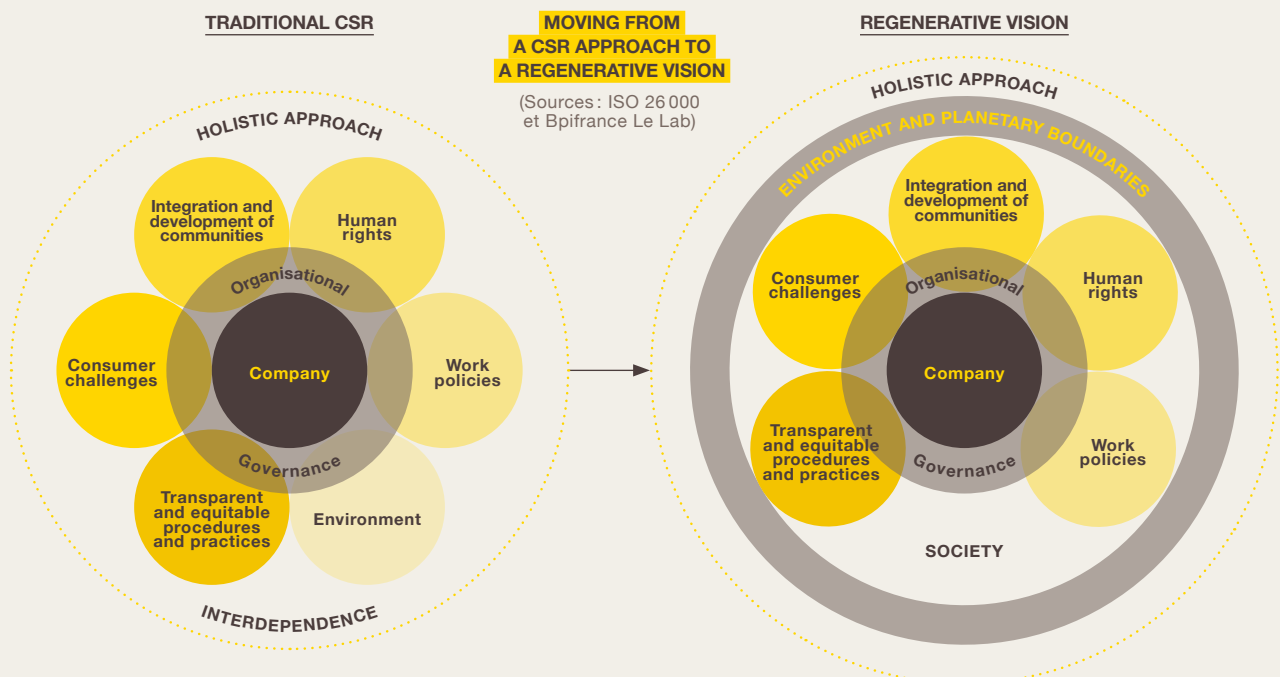 TRADITIONAL CSR
HOLISTIC APPROACH
Integration and
development of
communities
Human
rights
Organisational
Consumer
challenges
Company
Work
policies
Governance
Transparent
and equitable
procedures
and practices
Environment
INTERDEPENDENCE
MOVING FROM
A CSR APPROACH TO
A REGENERATIVE VISION
(Sources : ISO 26 000
et Bpifrance Le Lab)
REGENERATIVE VISION
HOLISTIC APPROACH
ENVIRONMENT AND PLANETARY BOUNDARIES
Integration and
development of
communities
Consumer
challenges
Human
rights
Organisational
Company
Transparent
and equitable
procedures
and practices
Governance
Work
policies
SOCIETY